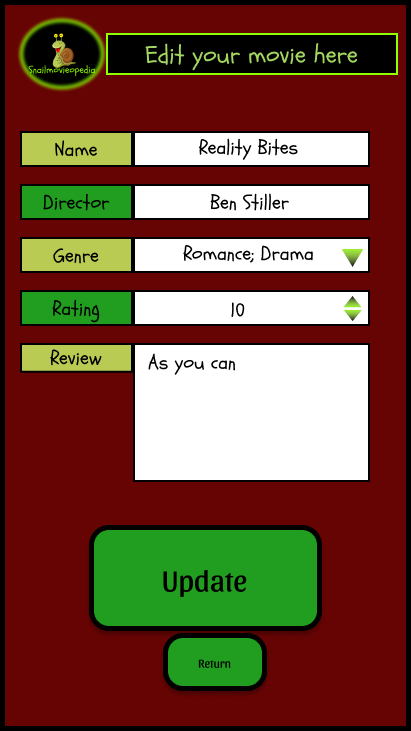 Snailmovieopedia
Edit your movie here
Name
Reality Bites
Director
Ben Stiller
Genre
Romance; Drama
Rating
10
Review
As you can
Update
Return